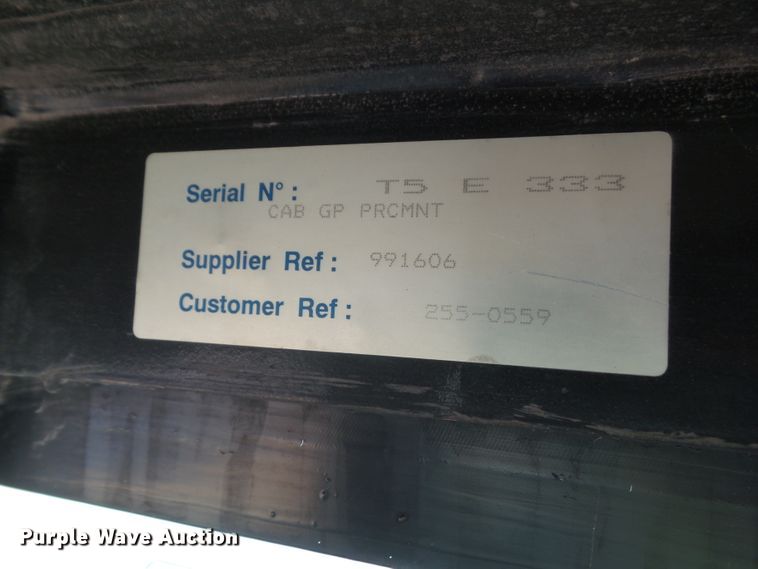 Serial N° : T5 E 333
CAB GP PRCMNT
Supplier Ref : 991606
Customer Ref : 255-0559
Purple Wave Auction